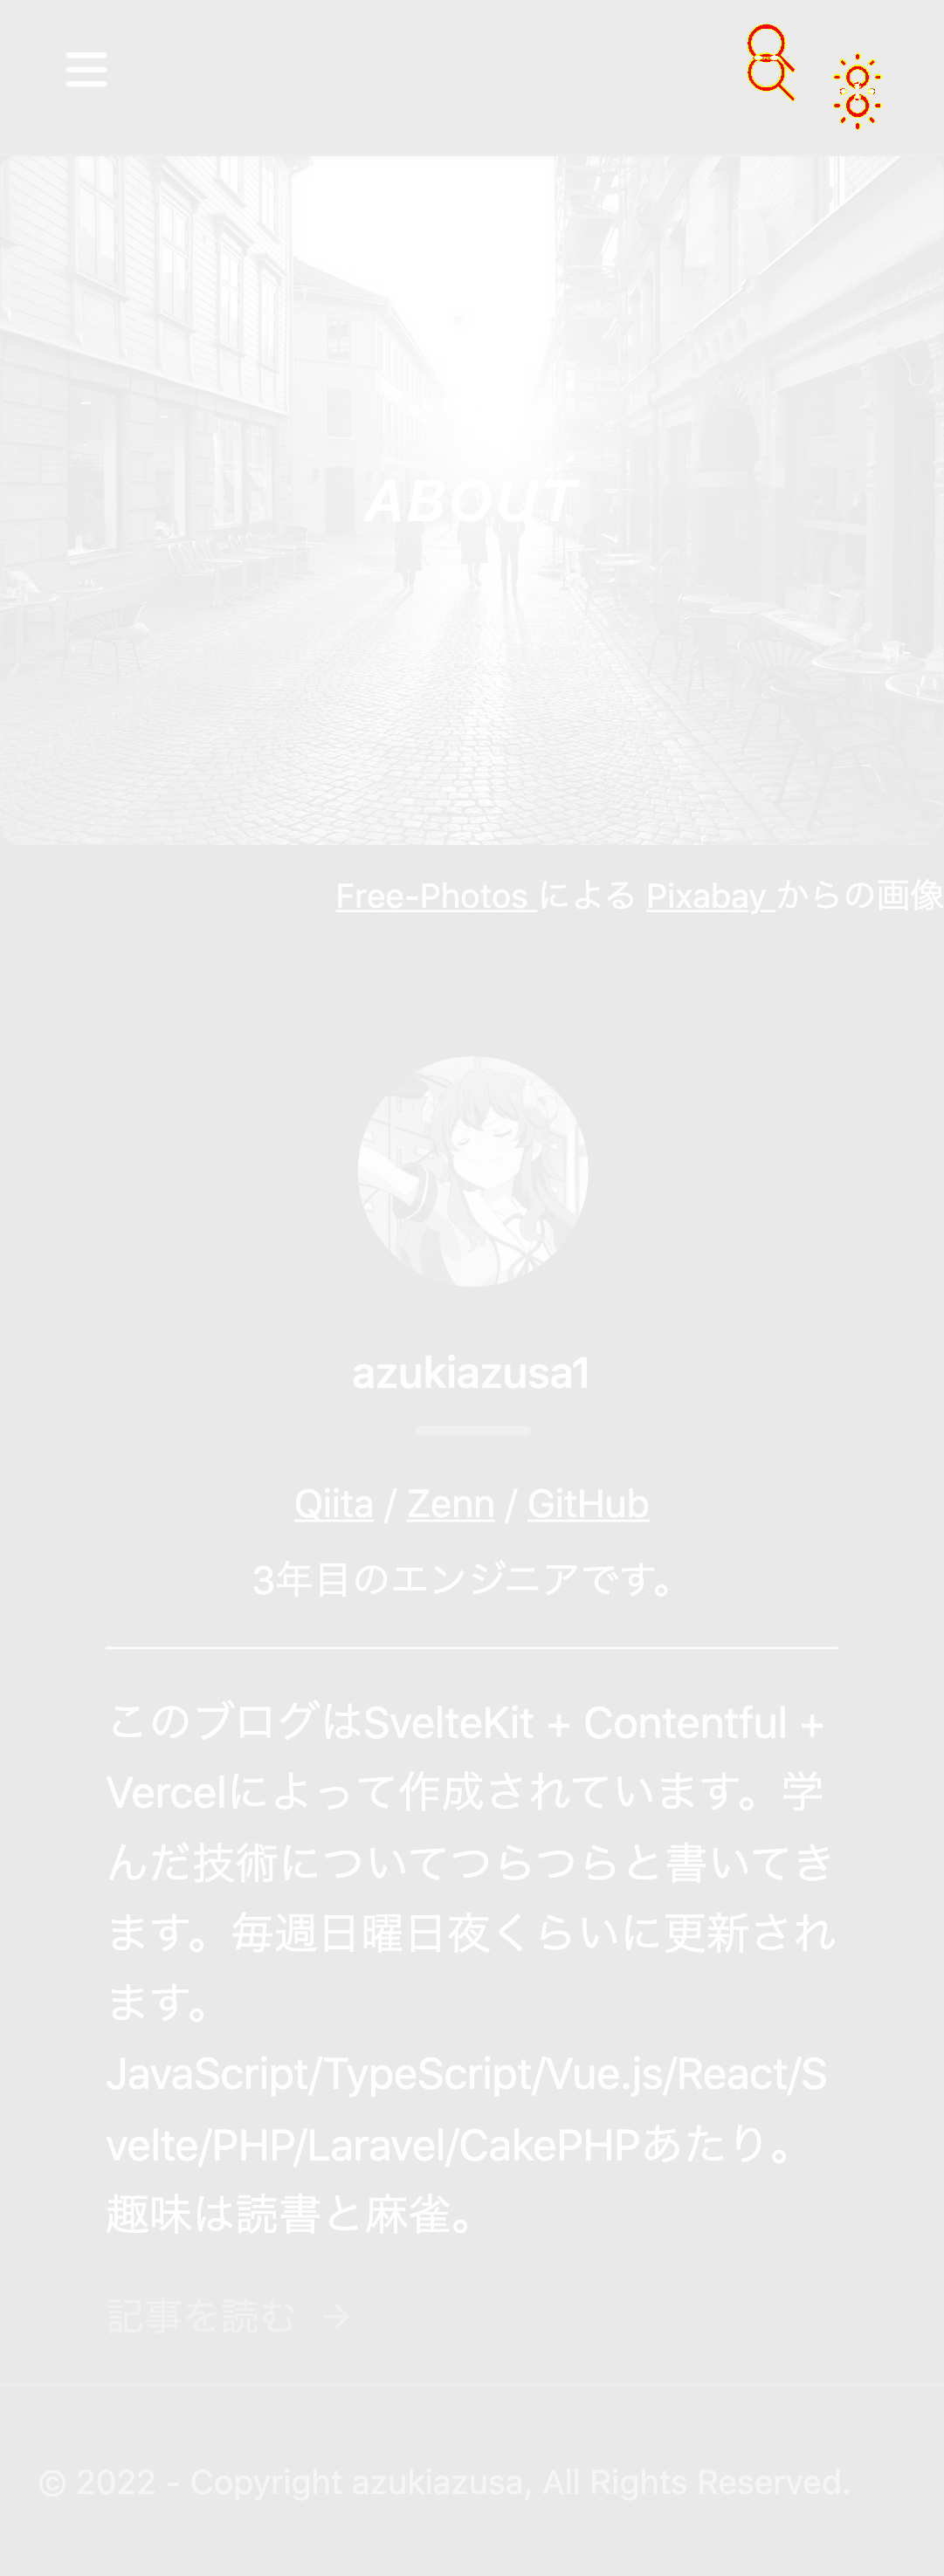 ABOUT
Free-Photos による Pixabay からの画像
azukiazusa1
Qiita / Zenn / GitHub
3年目のエンジニアです。
このブログはSvelteKit + Contentful +
Vercelによって作成されています。学
んだ技術についてつらつらと書いてき
ます。毎週日曜日夜くらいに更新され
ます。
JavaScript/TypeScript/Vue.js/React/S
velte/PHP/Laravel/CakePHPあたり。
趣味は読書と麻雀。
記事を読む →
© 2022 - Copyright azukiazusa, All Rights Reserved.